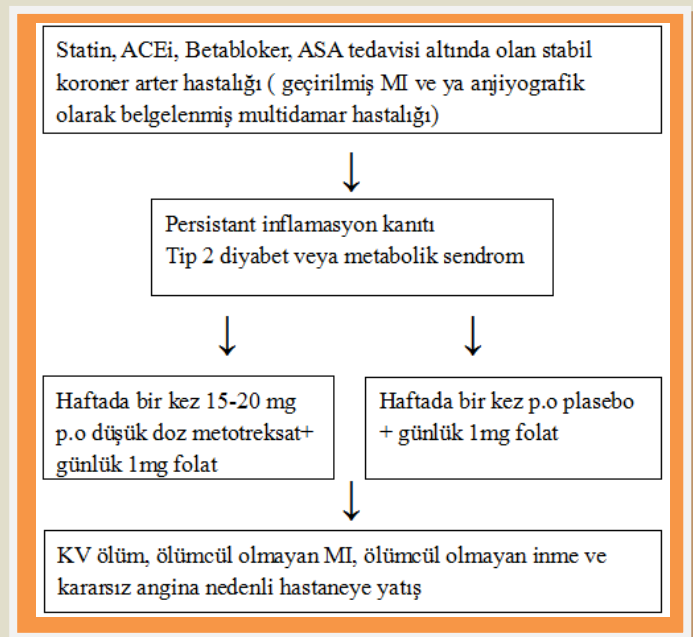 Statin, ACEi, Betabloker, ASA tedavisi altında olan stabil
koroner arter hastalığı ( geçirilmiş MI ve ya anjiyografik
olarak belgelenmiş multidamar hastalığı)
↓
Persistant inflamasyon kanıtı
Tip 2 diyabet veya metabolik sendrom
↓ ↓
Haftada bir kez 15-20 mg
p.o düşük doz metotreksat+
günlük 1mg folat
Haftada bir kez p.o plasebo
+ günlük 1mg folat
↓
KV ölüm, ölümcül olmayan MI, ölümcül olmayan inme ve
kararsız angina nedenli hastaneye yatış